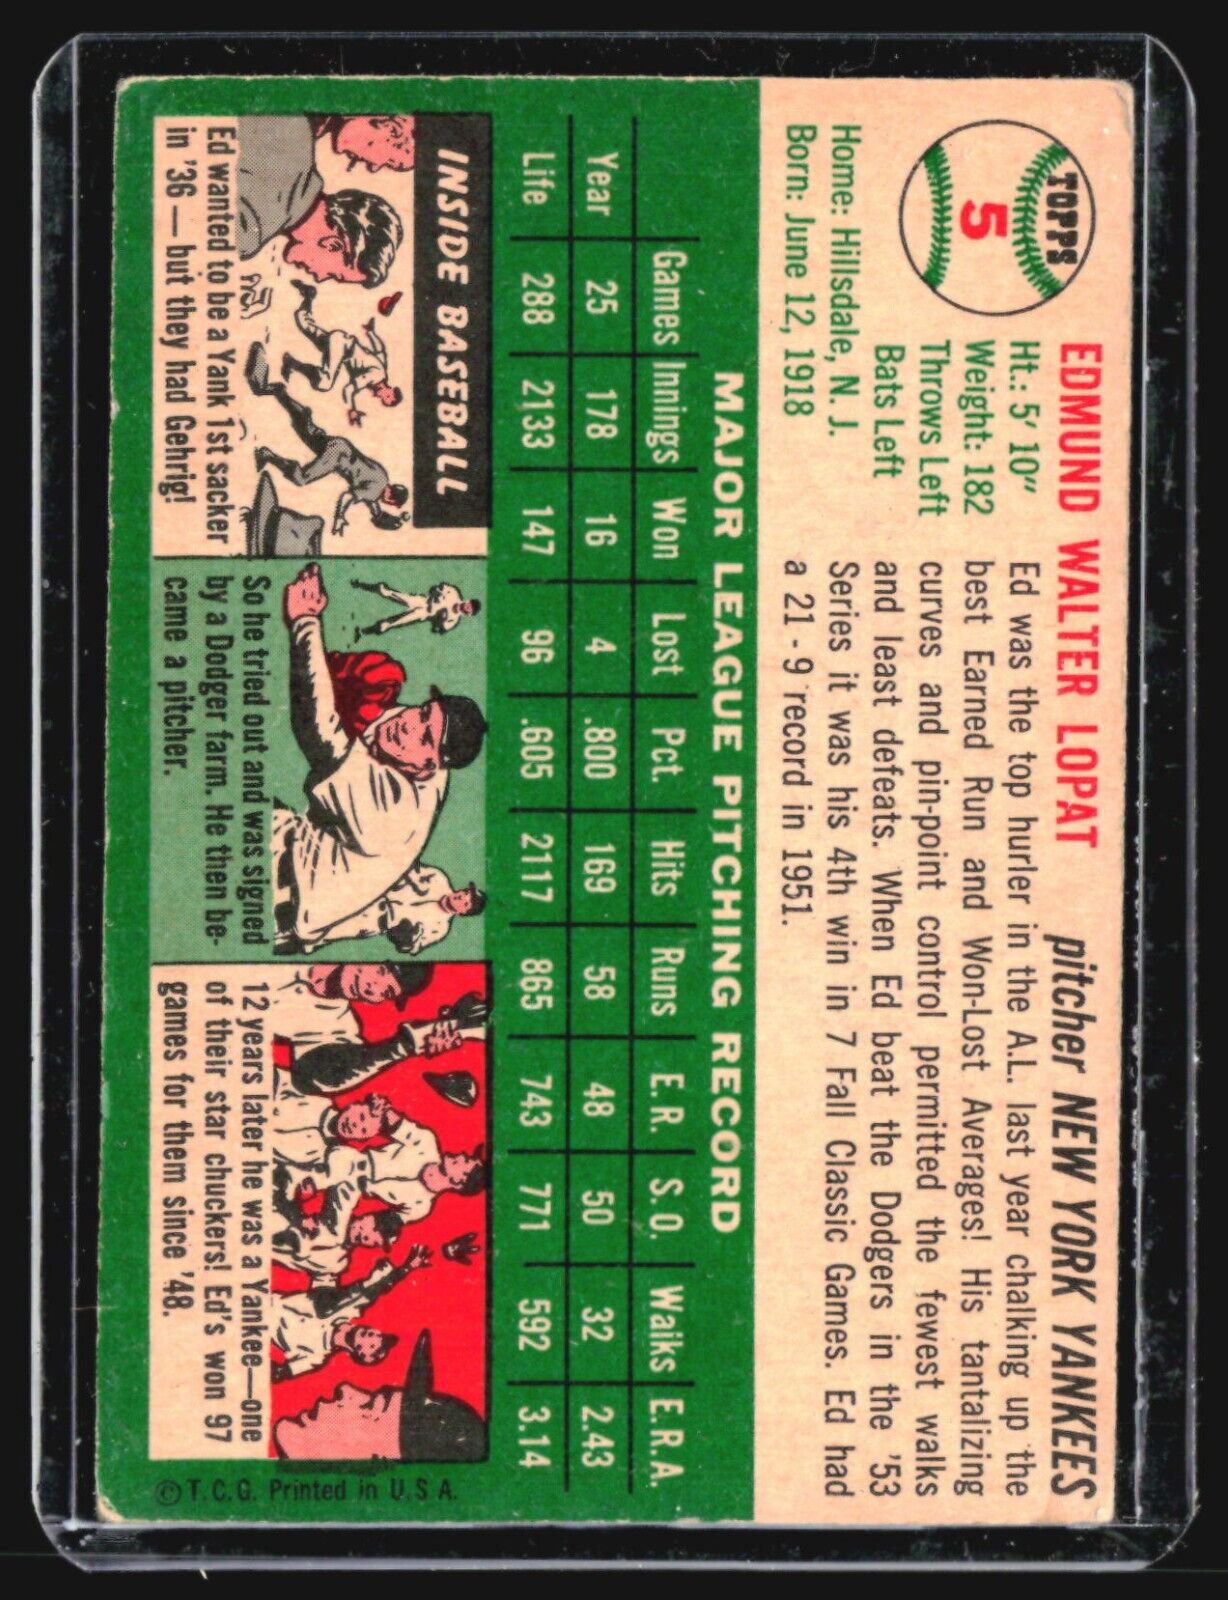 TOPPS
5
EDMUND WALTER LOPAT pitcher NEW YORK YANKEES
Ht.: 5' 10"
Weight: 182
Throws Left
Bats Left
Home: Hillsdale, N. J.
Born: June 12, 1918
Ed was the top hurler in the A.L. last year chalking up the
best Earned Run and Won-Lost Averages! His tantalizing
curves and pin-point control permitted the fewest walks
and least defeats. When Ed beat the Dodgers in the '53
Series it was his 4th win in 7 Fall Classic Games. Ed had
a 21-9 record in 1951.
MAJOR LEAGUE PITCHING RECORD
Games Innings Won Lost Pct. Hits Runs E.R. S.O. Walks E.R.A.
Year 25 178 16 4 .800 169 58 48 50 32 2.43
Life 288 2133 147 96 .605 2117 865 743 771 592 3.14
INSIDE BASEBALL
Ed wanted to be a Yank 1st sacker
in '36 — but they had Gehrig!
So he tried out and was signed
by a Dodger farm. He then be-
came a pitcher.
12 years later he was a Yankee—one
of their star chuckers! Ed's won 97
games for them since '48.
© T.C.G. Printed in U.S.A.